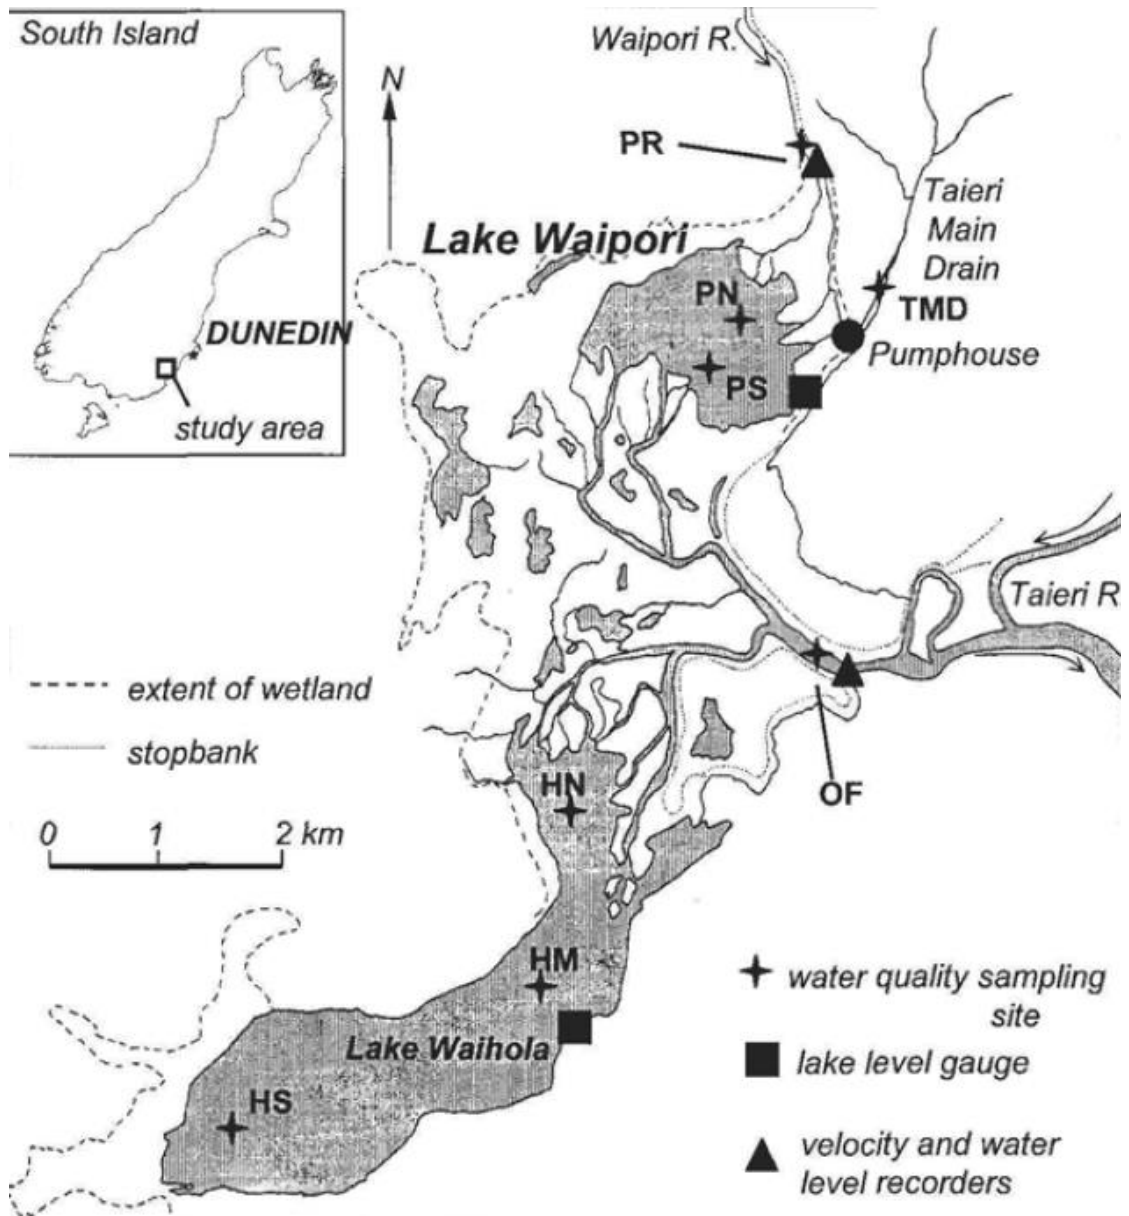 South Island
DUNEDIN
study area
N
Waipori R.
PR
Lake Waipori
Taieri
Main
Drain
PN
TMD
PS
Pumphouse
Taieri R.
OF
extent of wetland
stopbank
0 1 2 km
HN
HM
Lake Waihola
HS
water quality sampling
site
lake level gauge
velocity and water
level recorders